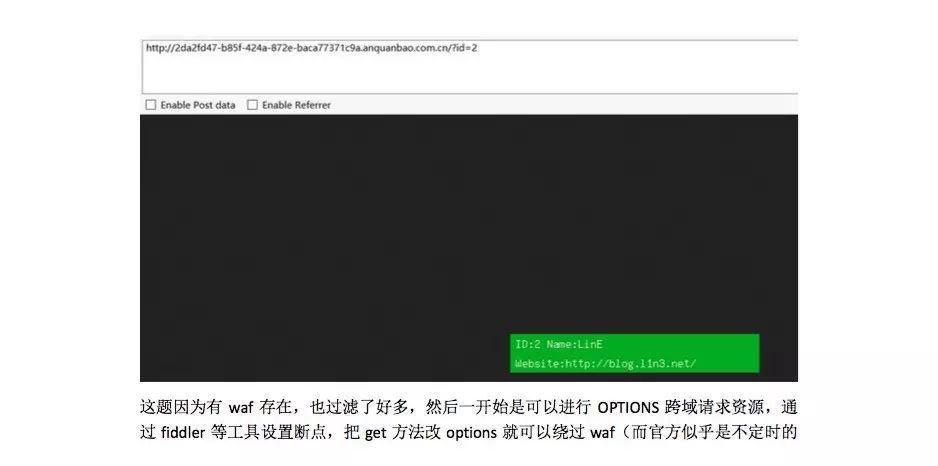 http://2da2fd47-b85f-424a-872e-baca77371c9a.anquanbao.com.cn/?id=2
Enable Post data Enable Referrer
ID:2 Name:LinE
Website:http://blog.l1n3.net/
这题因为有 waf 存在，也过滤了好多，然后一开始是可以进行 OPTIONS 跨域请求资源，通
过 fiddler 等工具设置断点，把 get 方法改 options 就可以绕过 waf（而官方似乎是不定时的